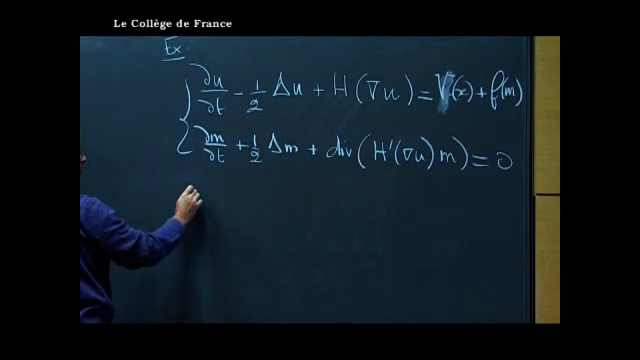 Le Collège de France
Ex.
∂u/∂t - 1/2 Δu + H(∇u) = V(x) + f(m)
∂m/∂t + 1/2 Δm + div(H'(∇u)m) = 0